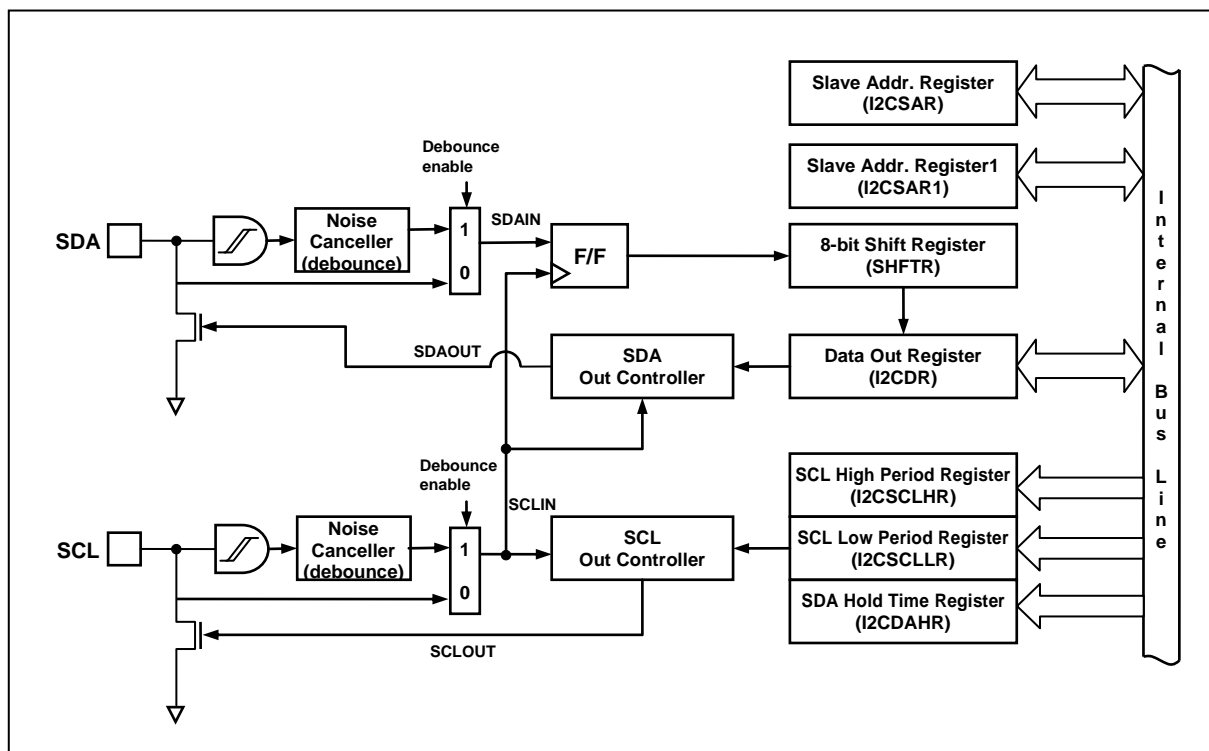 Slave Addr. Register
(I2CSAR)
Debounce
enable
Slave Addr. Register1
(I2CSAR1)
SDA
Noise
Canceller
(debounce)
1
0
SDAIN
F/F
8-bit Shift Register
(SHFTR)
SDAOUT
SDA
Out Controller
Data Out Register
(I2CDR)
Internal Bus Line
Debounce
enable
SCLIN
SCL High Period Register
(I2CSCLHR)
SCL
Noise
Canceller
(debounce)
1
0
SCL
Out Controller
SCL Low Period Register
(I2CSCLLR)
SDA Hold Time Register
(I2CDAHR)
SCLOUT